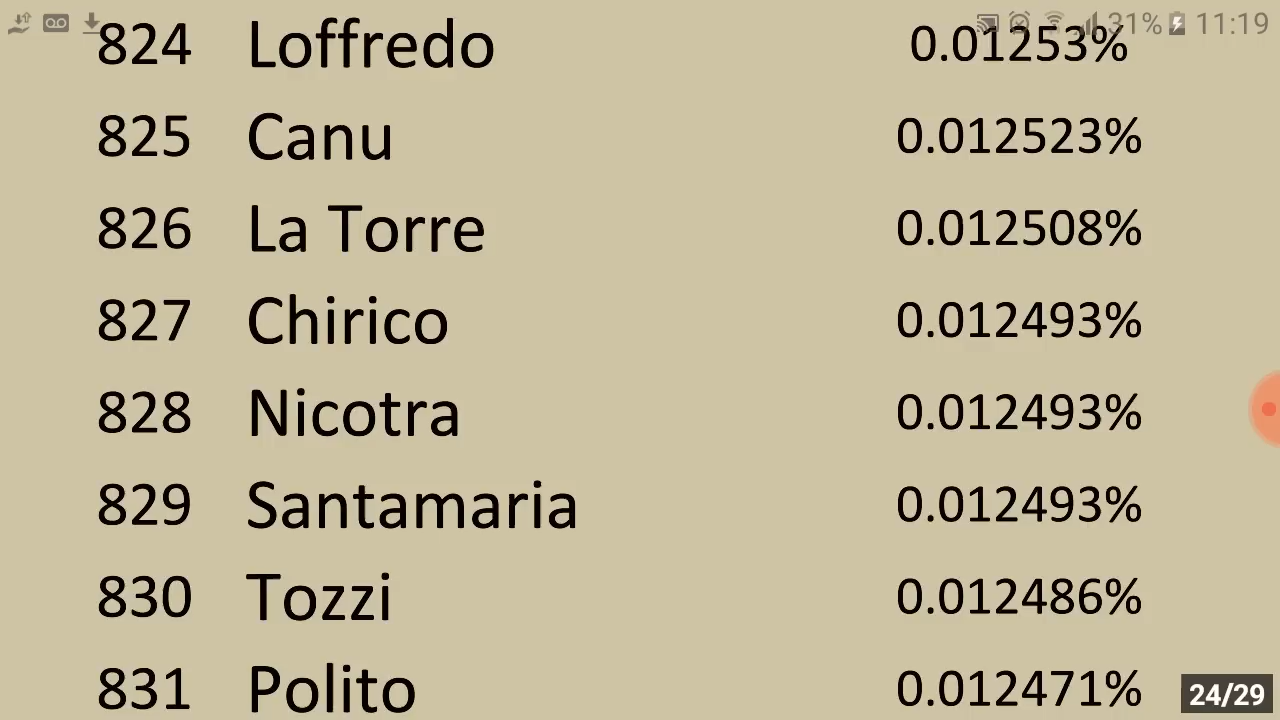 31% 11:19
824 Loffredo 0.01253%
825 Canu 0.012523%
826 La Torre 0.012508%
827 Chirico 0.012493%
828 Nicotra 0.012493%
829 Santamaria 0.012493%
830 Tozzi 0.012486%
831 Polito 0.012471%
24/29